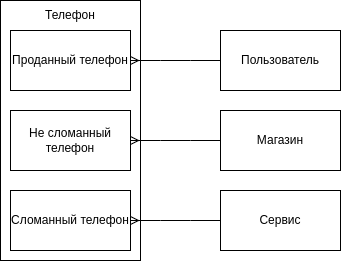 Телефон
Проданный телефон
Пользователь
Не сломанный
телефон
Магазин
Сломанный телефон
Сервис